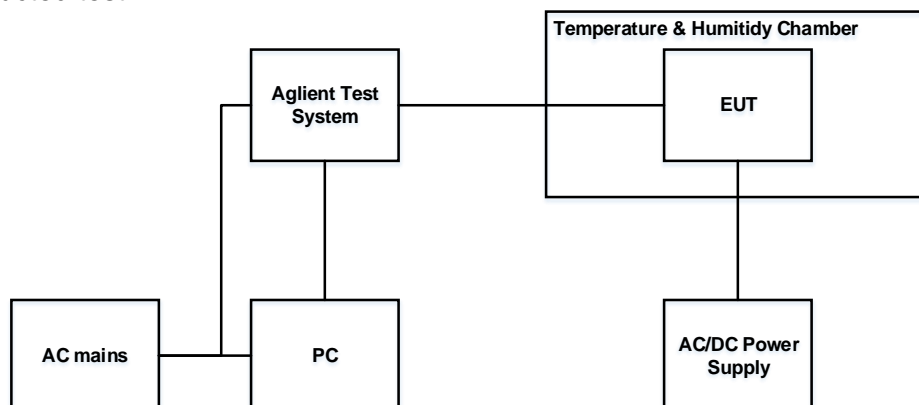 Temperature & Humitidy Chamber
Aglient Test
System
EUT
AC mains
PC
AC/DC Power
Supply